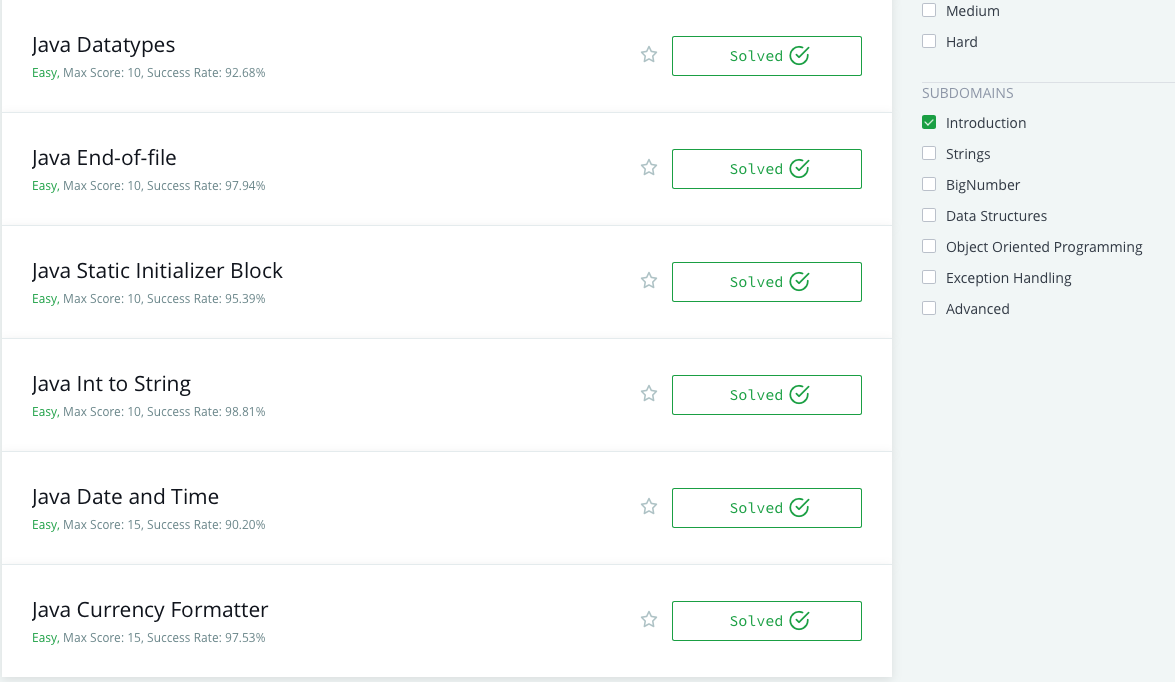 Java Datatypes
Easy, Max Score: 10, Success Rate: 92.68%
Solved
Java End-of-file
Easy, Max Score: 10, Success Rate: 97.94%
Solved
Java Static Initializer Block
Easy, Max Score: 10, Success Rate: 95.39%
Solved
Java Int to String
Easy, Max Score: 10, Success Rate: 98.81%
Solved
Java Date and Time
Easy, Max Score: 15, Success Rate: 90.20%
Solved
Java Currency Formatter
Easy, Max Score: 15, Success Rate: 97.53%
Solved
Medium
Hard
SUBDOMAINS
Introduction
Strings
BigNumber
Data Structures
Object Oriented Programming
Exception Handling
Advanced